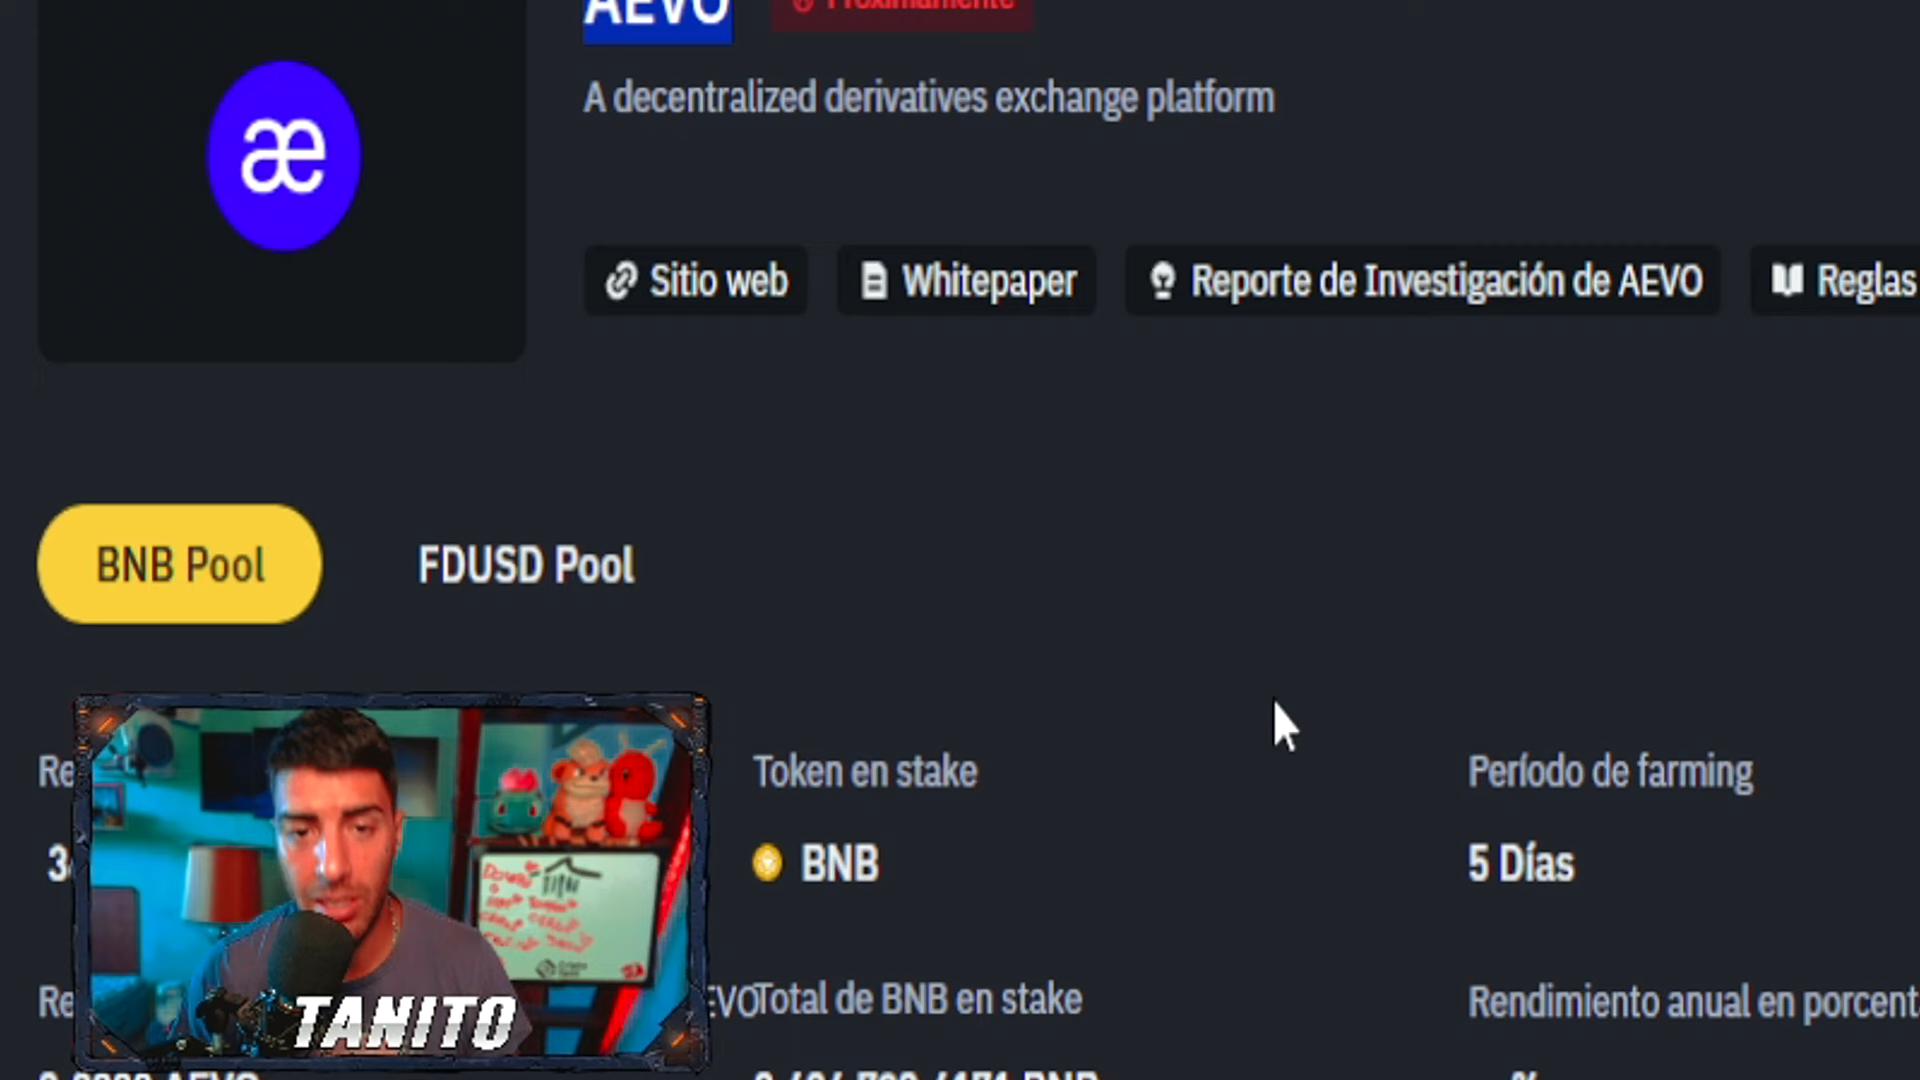 AEVO
Próximamente
A decentralized derivatives exchange platform
æ
Sitio web
Whitepaper
Reporte de Investigación de AEVO
Reglas
BNB Pool
FDUSD Pool
Token en stake
Período de farming
BNB
5 Días
Total de BNB en stake
Rendimiento anual en porcent
TANITO